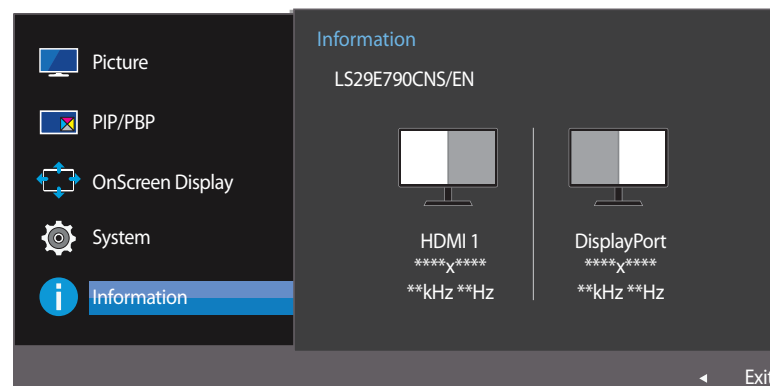 Picture
PIP/PBP
OnScreen Display
System
Information
Information
LS29E790CNS/EN
HDMI 1
****x****
**kHz **Hz
DisplayPort
****x****
**kHz **Hz
Exit